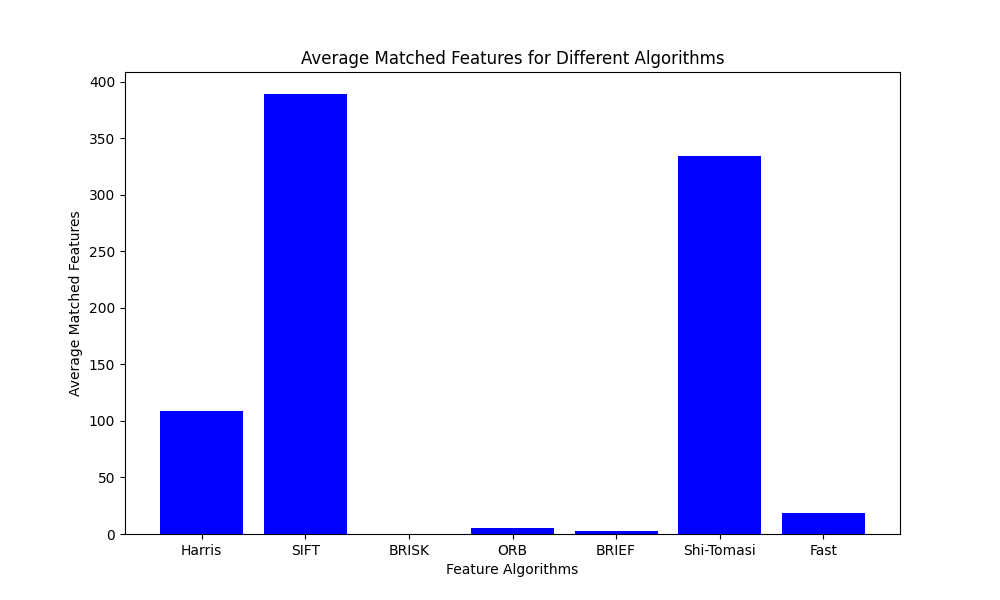 Average Matched Features for Different Algorithms
Average Matched Features
400
350
300
250
200
150
100
50
0
Harris SIFT BRISK ORB BRIEF Shi-Tomasi Fast
Feature Algorithms